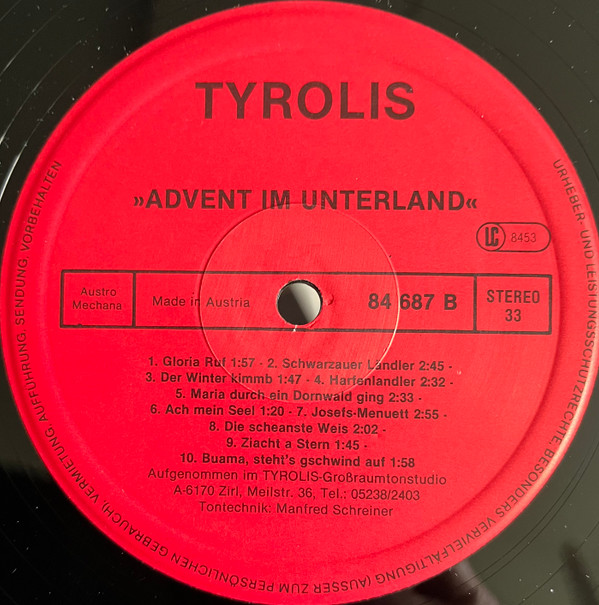 TYROLIS
»ADVENT IM UNTERLAND«
LC 8453
Austro
Mechana
Made in Austria
84 687 B
STEREO
33
1. Gloria Ruf 1:57 - 2. Schwarzauer Landler 2:45 -
3. Der Winter kimmb 1:47 - 4. Harfenlandler 2:32 -
5. Maria durch ein Dornwald ging 2:33 -
6. Ach mein Seel 1:20 - 7. Josefs-Menuett 2:55 -
8. Die scheanste Weis 2:02 -
9. Ziacht a Stern 1:45 -
10. Buama, steht's gschwind auf 1:58
Aufgenommen im TYROLIS-Großraumtonstudio
A-6170 Zirl, Meilstr. 36, Tel.: 05238/2403
Tontechnik: Manfred Schreiner
URHEBER- UND LEISTUNGSSCHUTZRECHTE, BESONDERS VERVIELFÄLTIGUNG (AUSSER ZUM PERSÖNLICHEN GEBRAUCH), VERMIETUNG AUFFÜHRUNG SENDUNG VORBEHALTEN